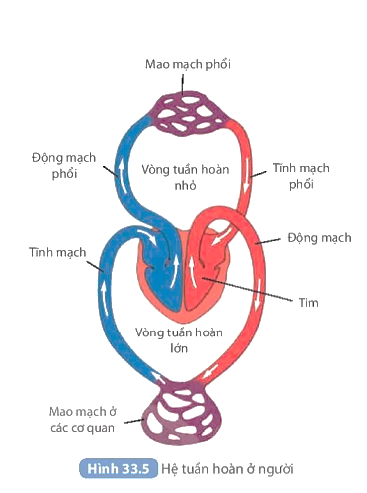 Mao mạch phổi
Động mạch
phổi
Vòng tuần hoàn
nhỏ
Tĩnh mạch
phổi
Động mạch
Tĩnh mạch
Tim
Vòng tuần hoàn
lớn
Mao mạch ở
các cơ quan
Hình 33.5 Hệ tuần hoàn ở người